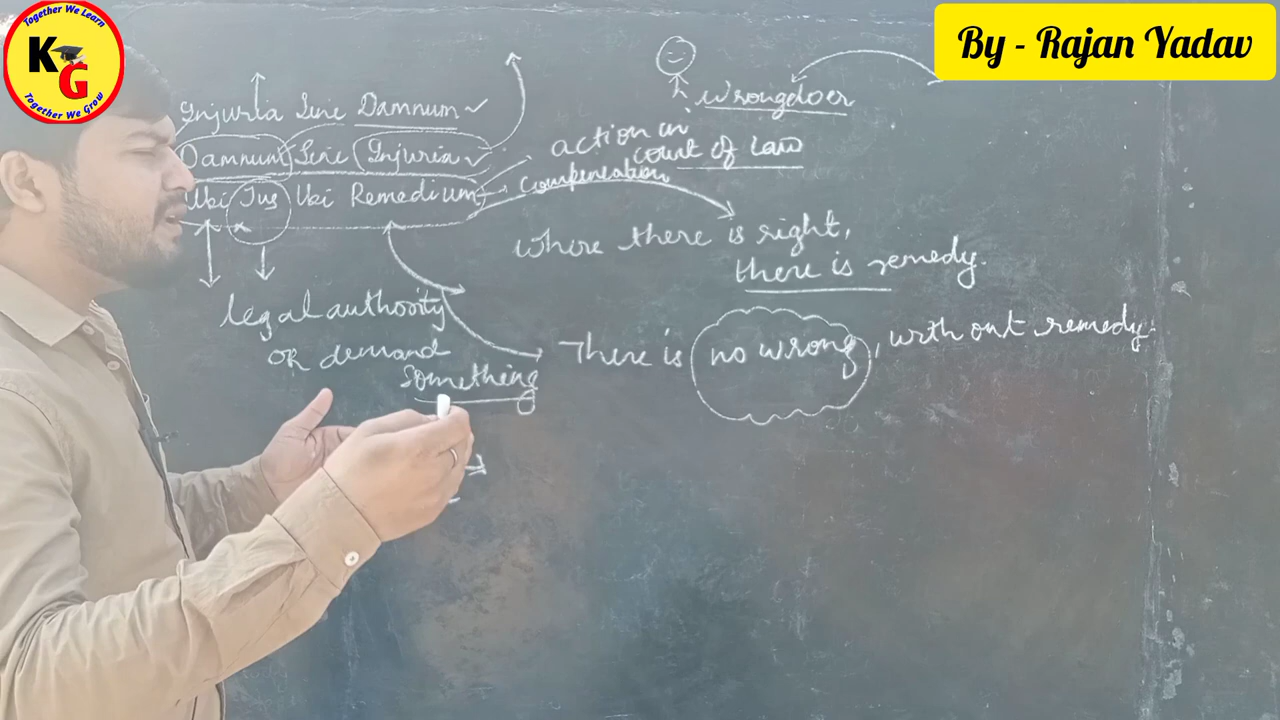 Together We Learn
KG
Together We Grow
By - Rajan Yadav
Injuria Sine Damnum ✓
Damnum Sine Injuria ✓
Ubi Jus Ubi Remedium
wrongdoer
action in
court of law
compensation
where there is right,
there is remedy.
legal authority
or demand
something
There is no wrong, without remedy.